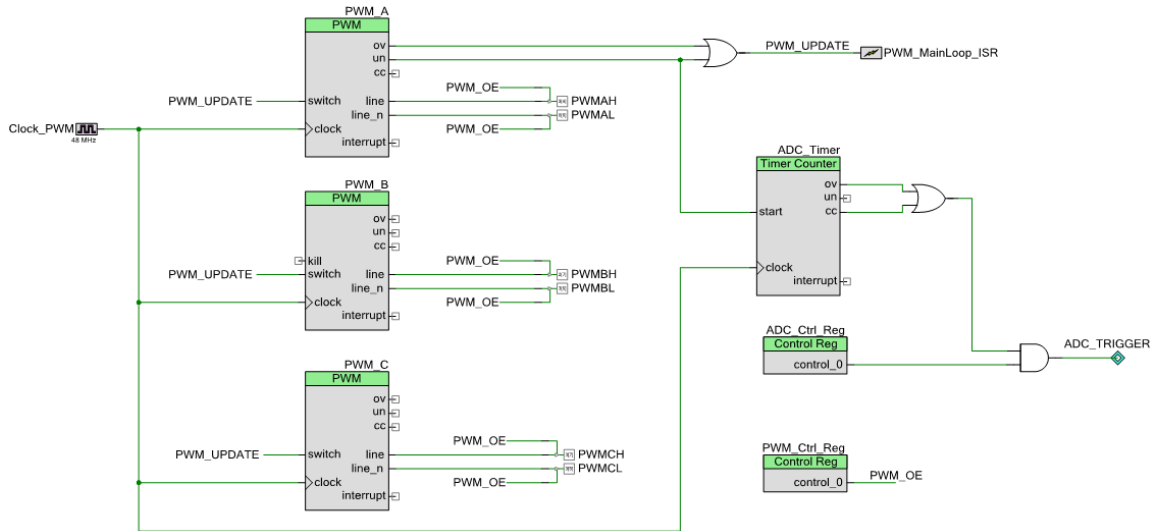 PWM_A
PWM
ov
un
cc
PWM_UPDATE
switch
line
line_n
clock
interrupt
PWM_OE
PWMAH
PWMAL
PWM_OE
PWM_UPDATE
PWM_MainLoop_ISR
Clock_PWM
48 MHz
PWM_B
PWM
ov
un
cc
kill
PWM_UPDATE
switch
line
line_n
clock
interrupt
PWM_OE
PWMBH
PWMBL
PWM_OE
PWM_C
PWM
ov
un
cc
PWM_UPDATE
switch
line
line_n
clock
interrupt
PWM_OE
PWMCH
PWMCL
PWM_OE
ADC_Timer
Timer Counter
ov
un
cc
start
clock
interrupt
ADC_Ctrl_Reg
Control Reg
control_0
ADC_TRIGGER
PWM_Ctrl_Reg
Control Reg
control_0
PWM_OE